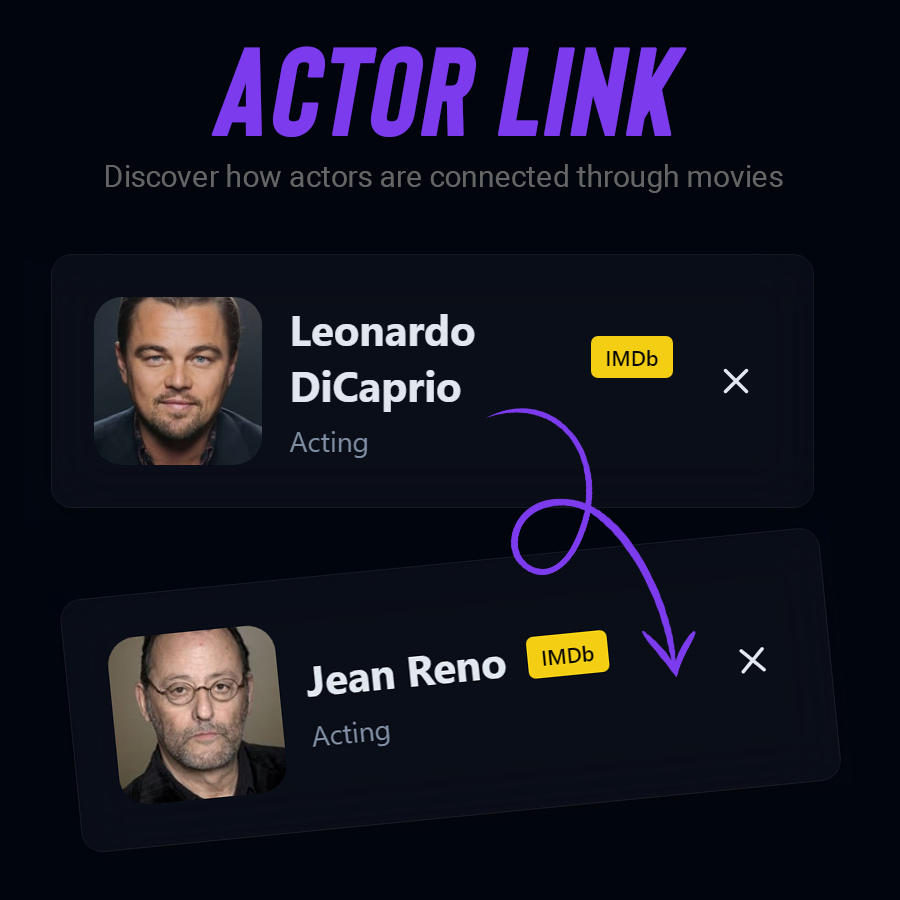 ACTOR LINK
Discover how actors are connected through movies
Leonardo
DiCaprio
IMDb
Acting
Jean Reno
IMDb
Acting